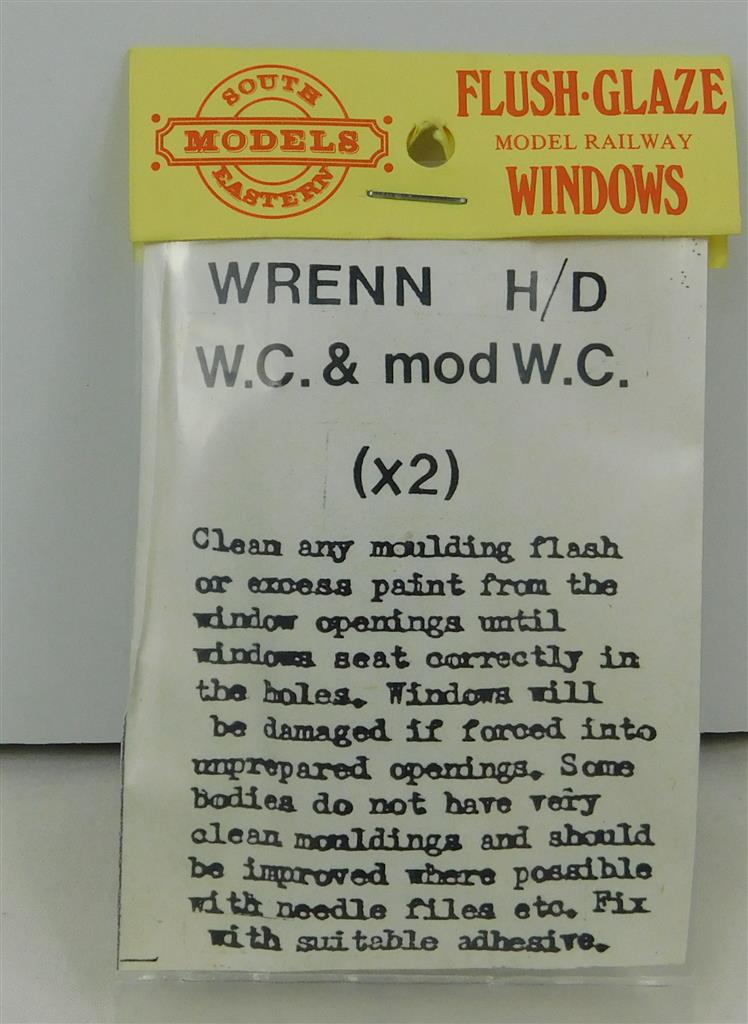 SOUTH
MODELS
EASTERN
FLUSH·GLAZE
MODEL RAILWAY
WINDOWS
WRENN H/D
W.C. & mod W.C.
(x2)
Clean any moulding flash
or excess paint from the
window openings until
windows seat correctly in
the holes. Windows will
be damaged if forced into
unprepared openings. Some
bodies do not have very
clean mouldings and should
be improved where possible
with needle files etc. Fix
with suitable adhesive.